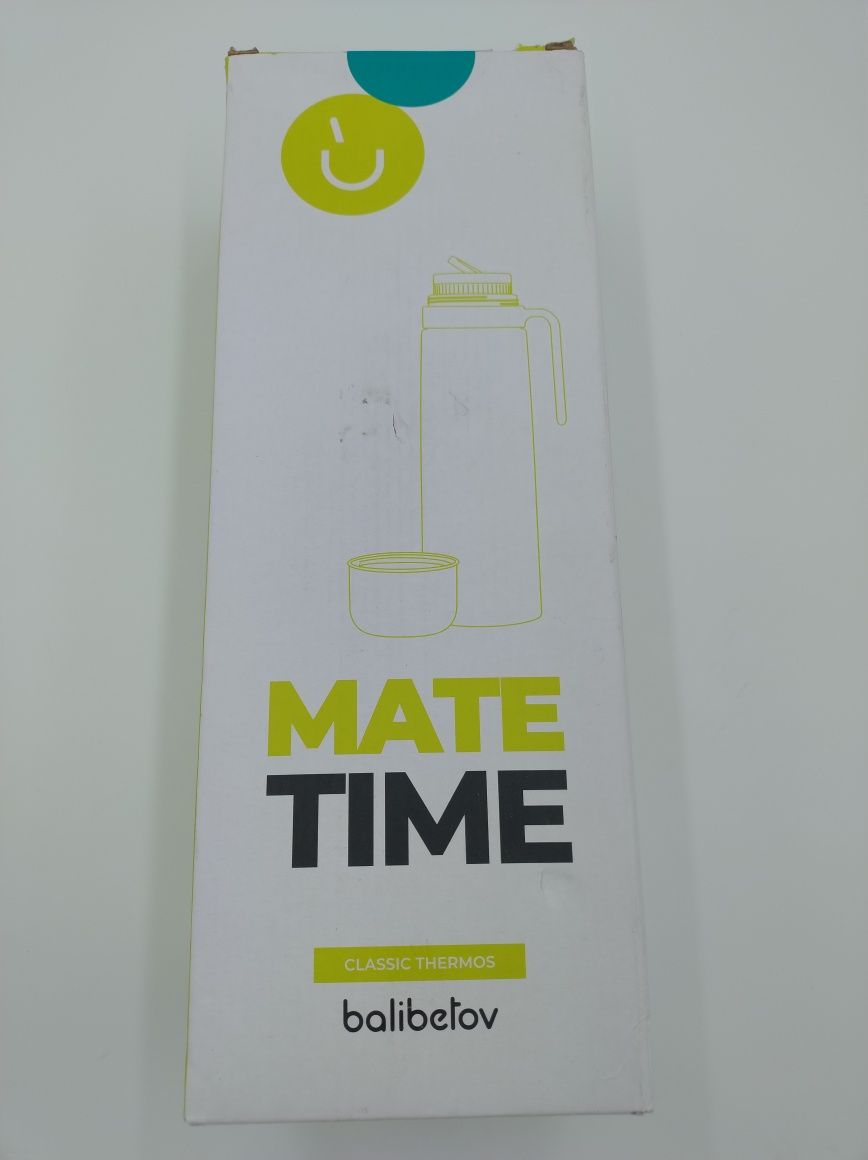 MATE
TIME
CLASSIC THERMOS
balibetov